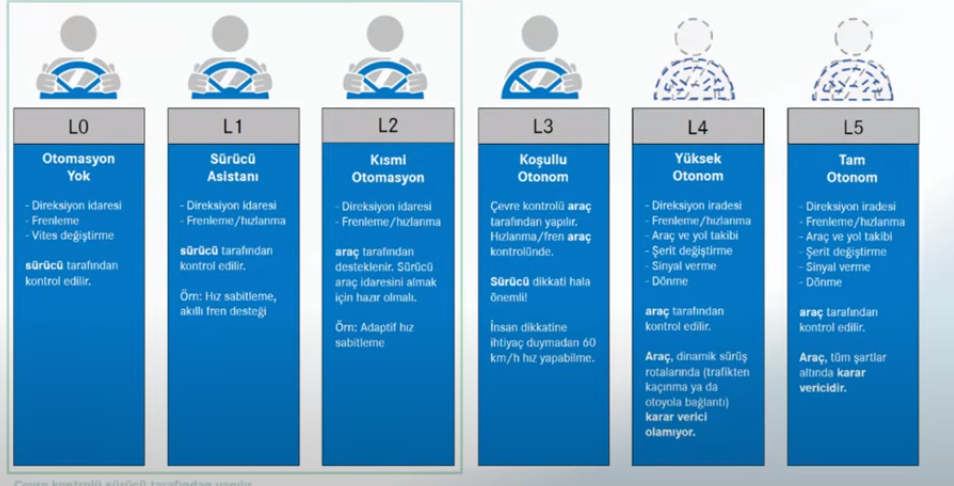 L0
Otomasyon
Yok
- Direksiyon idaresi
- Frenleme
- Vites değiştirme
sürücü tarafından
kontrol edilir.
L1
Sürücü
Asistanı
- Direksiyon idaresi
- Frenleme/hızlanma
sürücü tarafından
kontrol edilir.
Örn: Hız sabitleme,
akıllı fren desteği
L2
Kısmi
Otomasyon
- Direksiyon idaresi
- Frenleme/hızlanma
araç tarafından
desteklenir. Sürücü
araç idaresini almak
için hazır olmalı.
Örn: Adaptif hız
sabitleme
L3
Koşullu
Otonom
Çevre kontrolü araç
tarafından yapılır.
Hızlanma/fren araç
kontrolünde.
Sürücü dikkati hala
önemli!
İnsan dikkatine
ihtiyaç duymadan 60
km/h hız yapabilme.
L4
Yüksek
Otonom
- Direksiyon iradesi
- Frenleme/hızlanma
- Araç ve yol takibi
- Şerit değiştirme
- Sinyal verme
- Dönme
araç tarafından
kontrol edilir.
Araç, dinamik sürüş
rotalarında (trafikten
kaçınma ya da
otoyola bağlantı)
karar verici
olamıyor.
L5
Tam
Otonom
- Direksiyon iradesi
- Frenleme/hızlanma
- Araç ve yol takibi
- Şerit değiştirme
- Sinyal verme
- Dönme
araç tarafından
kontrol edilir.
Araç, tüm şartlar
altında karar
vericidir.
Çevre kontrolü sürücü tarafından yapılır.